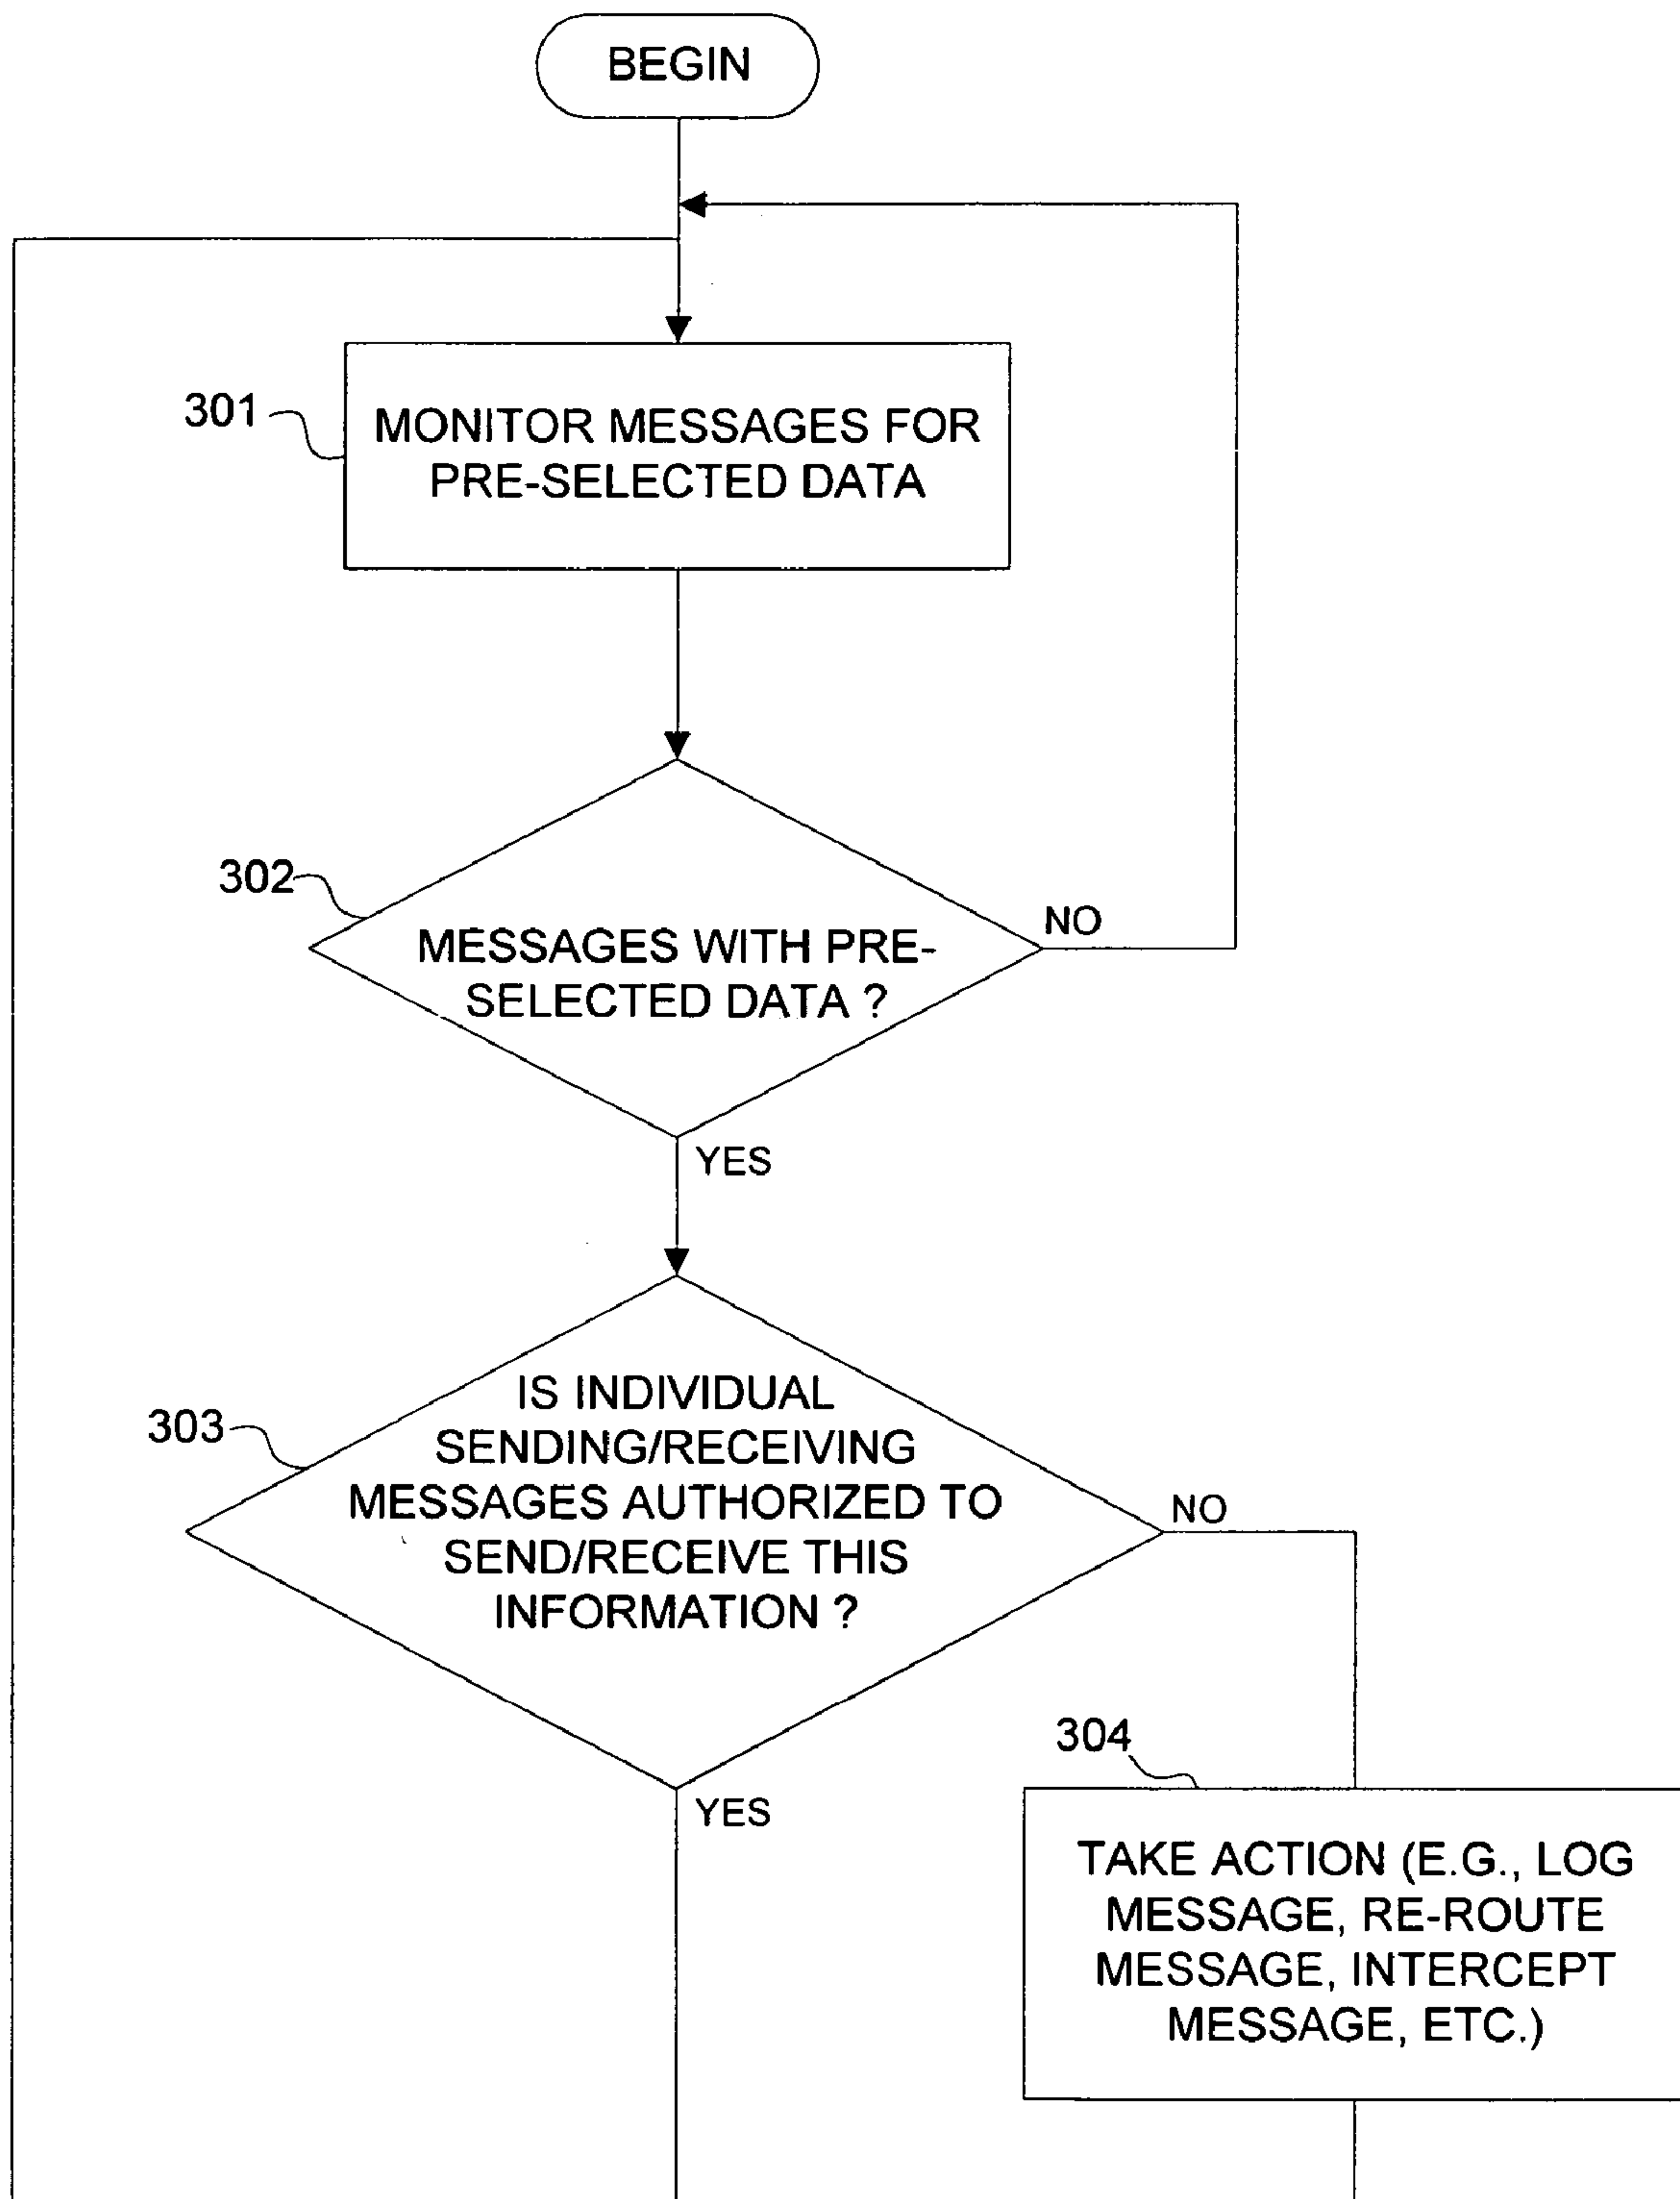 BEGIN
301
MONITOR MESSAGES FOR
PRE-SELECTED DATA
302
MESSAGES WITH PRE-
SELECTED DATA ?
NO
YES
303
IS INDIVIDUAL
SENDING/RECEIVING
MESSAGES AUTHORIZED TO
SEND/RECEIVE THIS
INFORMATION ?
NO
YES
304
TAKE ACTION (E.G., LOG
MESSAGE, RE-ROUTE
MESSAGE, INTERCEPT
MESSAGE, ETC.)